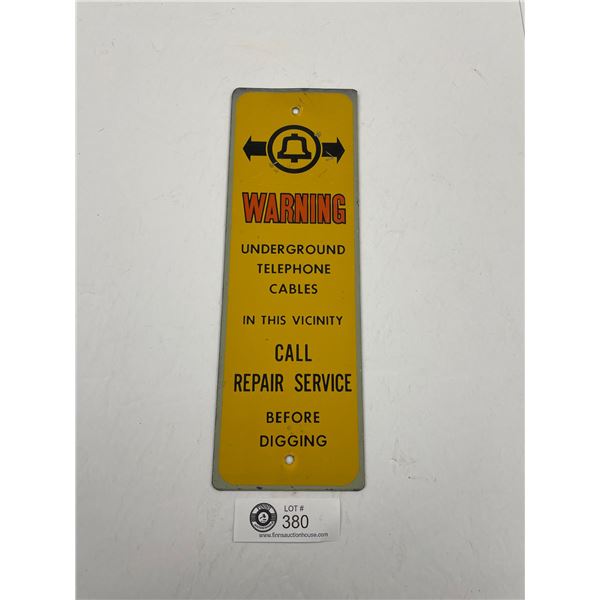 WARNING
UNDERGROUND
TELEPHONE
CABLES
IN THIS VICINITY
CALL
REPAIR SERVICE
BEFORE
DIGGING
LOT #
380
www.finnsauctionhouse.com